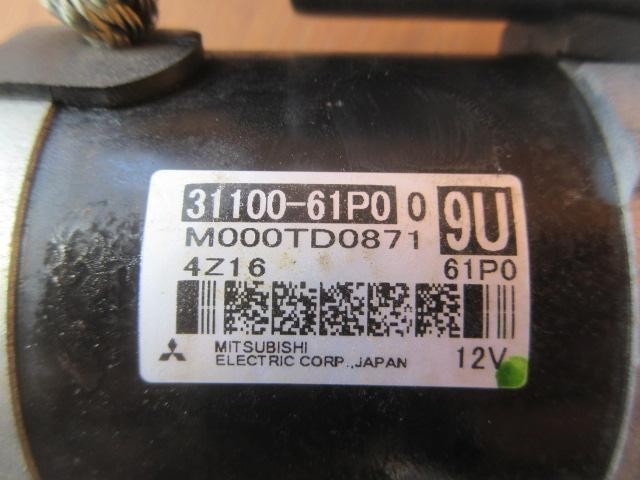 31100-61P0 0 9U
M000TD0871
4Z16 61P0
MITSUBISHI
ELECTRIC CORP.,JAPAN 12V